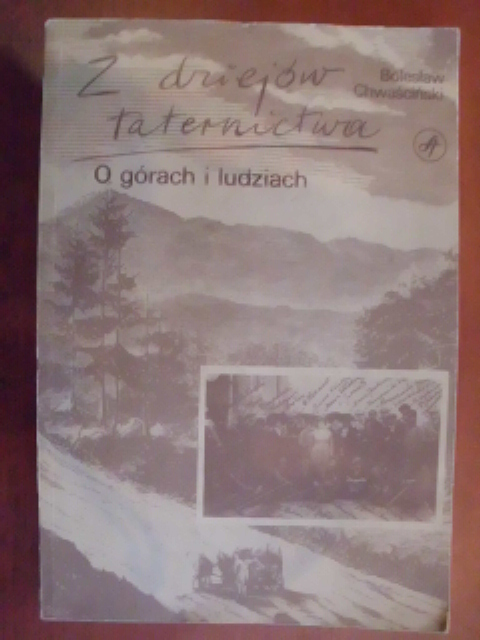 Z dziejów
taternictwa
Bolesław
Chwaściński
O górach i ludziach